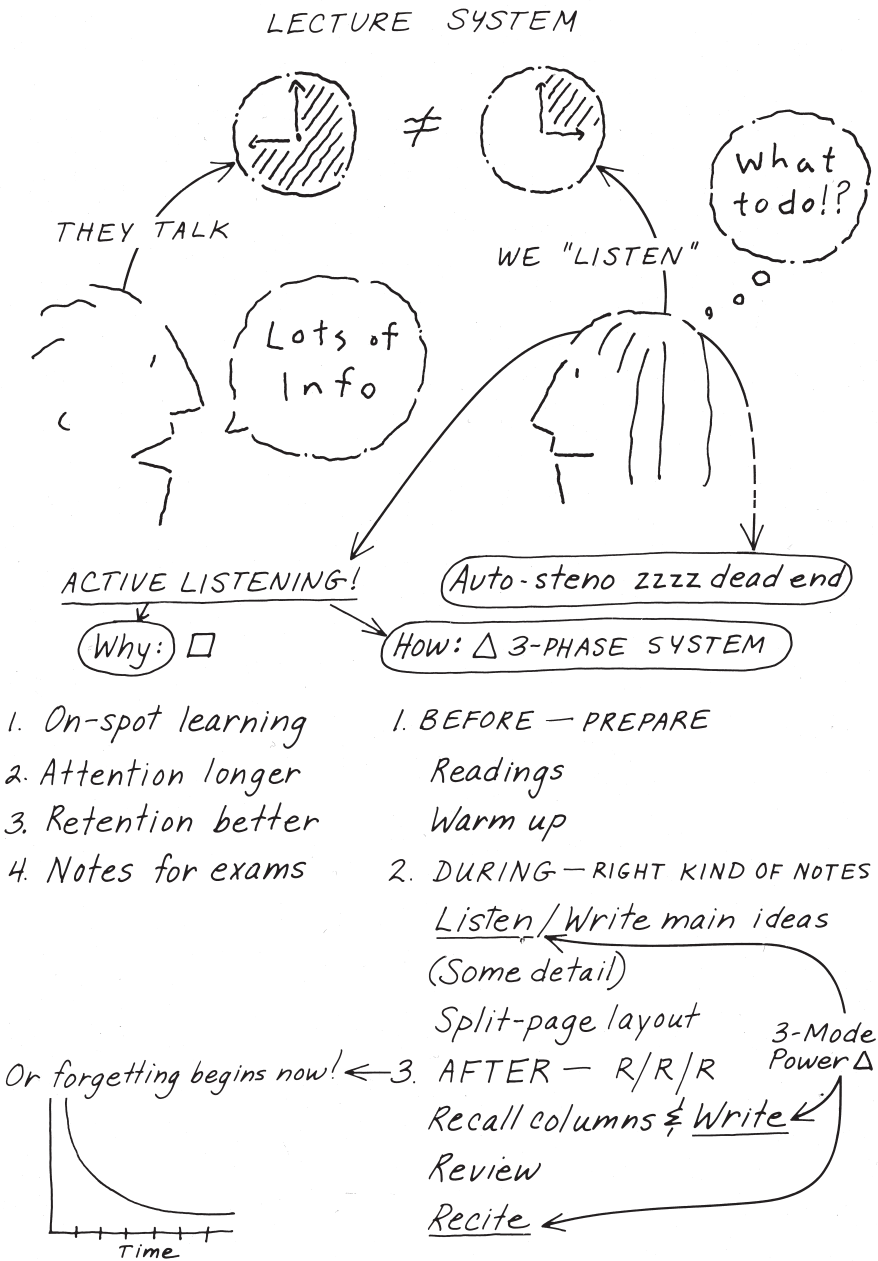 LECTURE SYSTEM
≠
What
to do!?
THEY TALK
WE "LISTEN"
Lots of
Info
ACTIVE LISTENING!
Auto-steno zzzz dead end
Why: □
How: △ 3-PHASE SYSTEM
1. On-spot learning
2. Attention longer
3. Retention better
4. Notes for exams
1. BEFORE — PREPARE
Readings
Warm up
2. DURING — RIGHT KIND OF NOTES
Listen/Write main ideas
(Some detail)
Split-page layout
3-Mode
Power △
3. AFTER — R/R/R
Or forgetting begins now!
Recall columns & Write
Review
Recite
Time